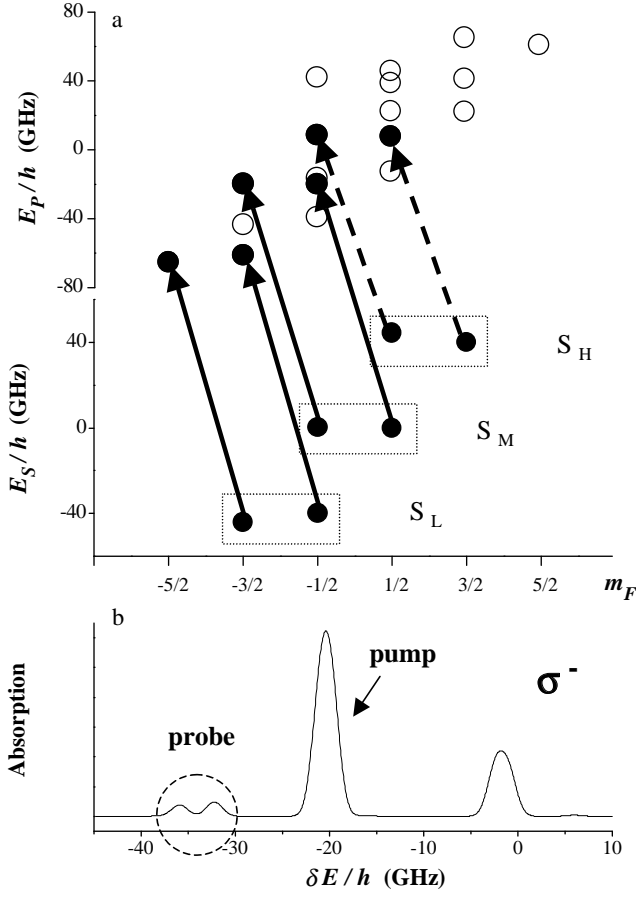 a
80
40
0
-40
-80
E_P/h (GHz)
40
0
-40
E_S/h (GHz)
S_H
S_M
S_L
-5/2 -3/2 -1/2 1/2 3/2 5/2 m_F
b
Absorption
pump
probe
σ⁻
-40 -30 -20 -10 0 10
δE/h (GHz)